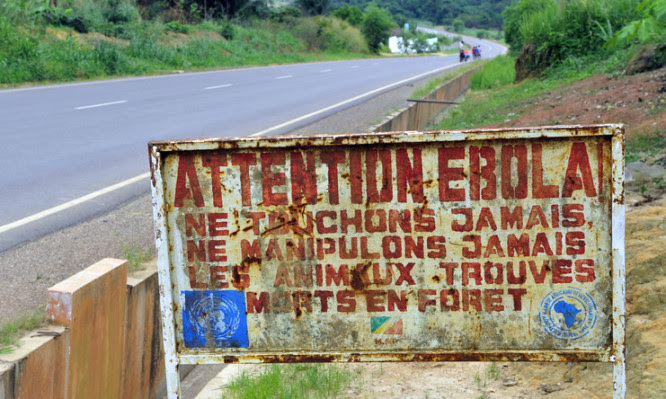 ATTENTION EBOLA
NE TOUCHONS JAMAIS,
NE MANIPULONS JAMAIS
LES ANIMAUX TROUVES
MORTS EN FORET